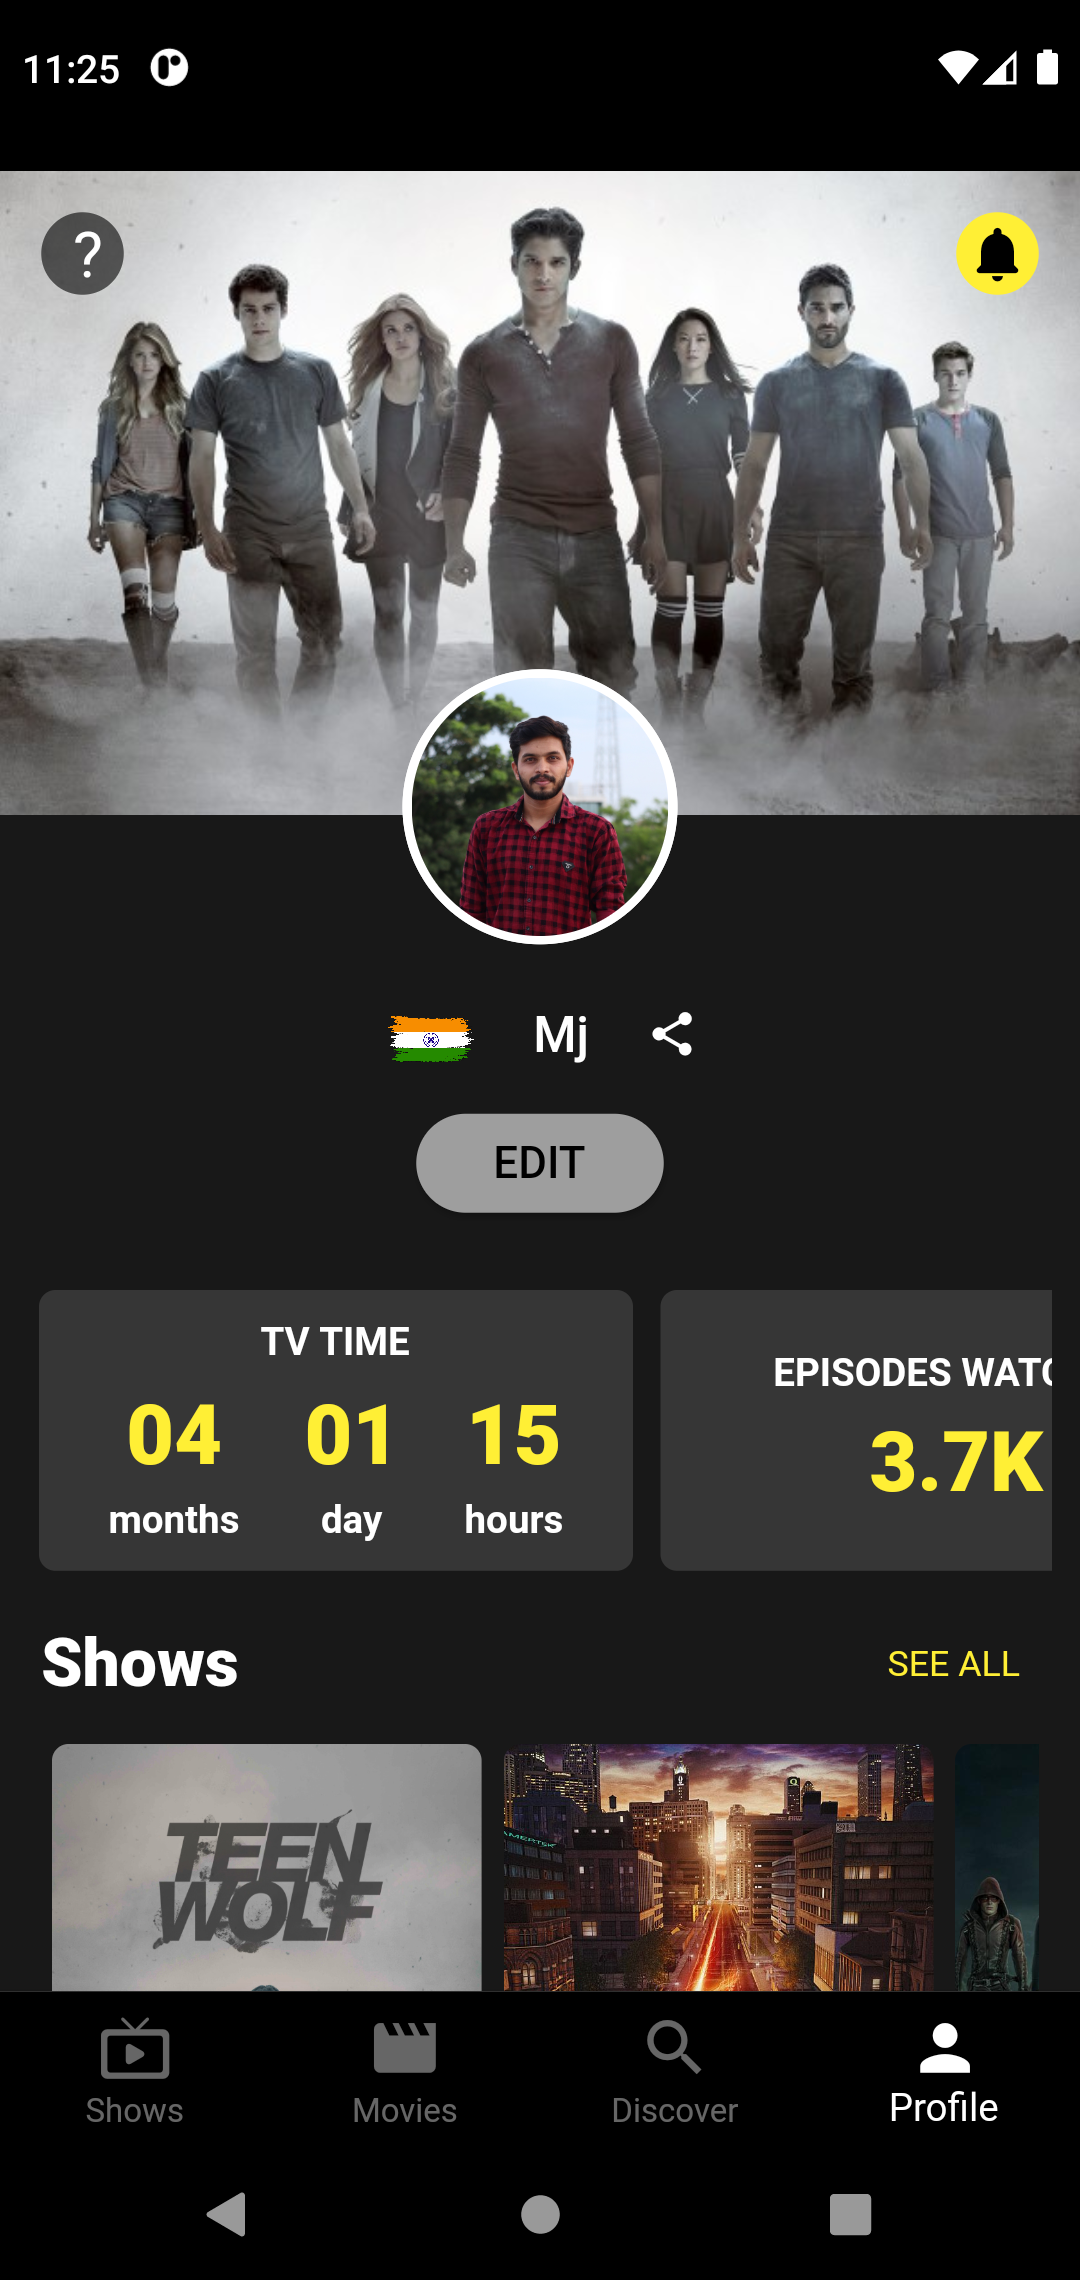 11:25
?
Mj
EDIT
TV TIME
04 01 15
months day hours
EPISODES WATC
3.7K
Shows
SEE ALL
TEEN
WOLF
Shows
Movies
Discover
Profile